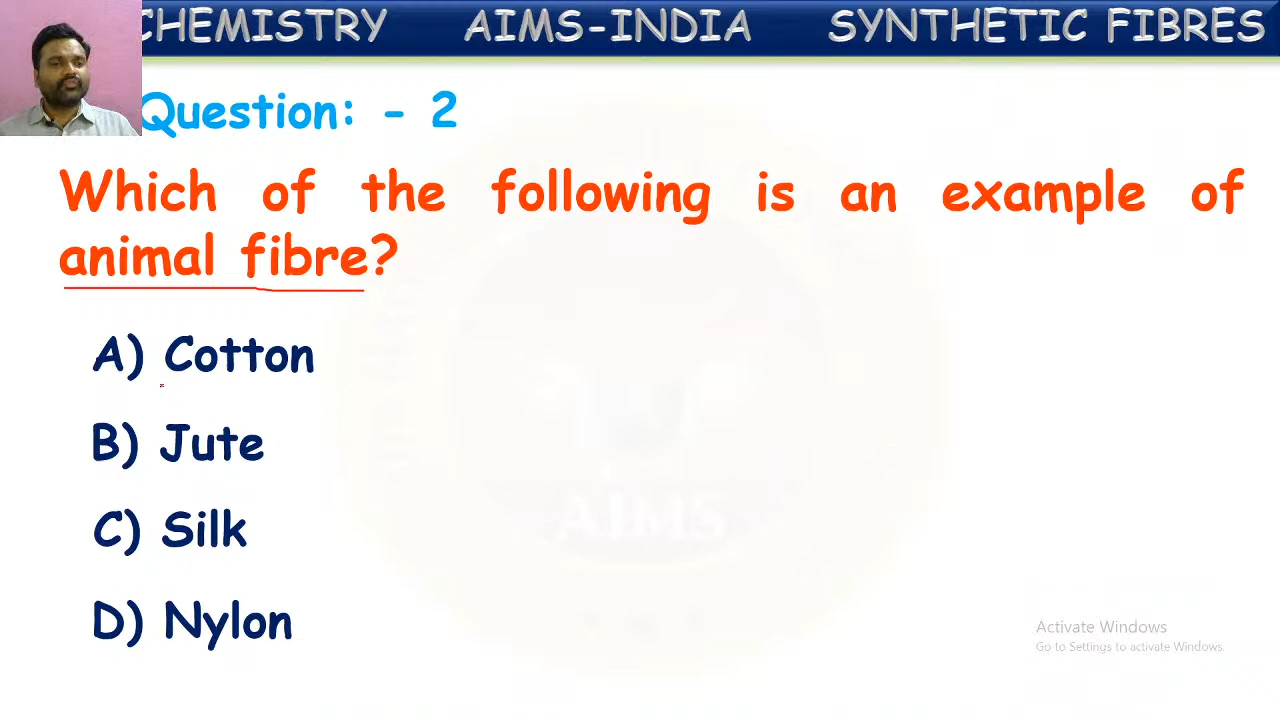 CHEMISTRY AIMS-INDIA SYNTHETIC FIBRES
Question: - 2
Which of the following is an example of
animal fibre?
A) Cotton
B) Jute
C) Silk
D) Nylon
AIMS
Activate Windows
Go to Settings to activate Windows.